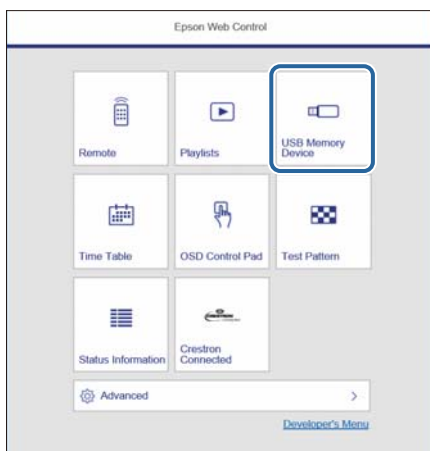 Epson Web Control
Remote
Playlists
USB Memory
Device
Time Table
OSD Control Pad
Test Pattern
Status Information
Crestron
Connected
CRESTRON
Advanced
Developer's Menu